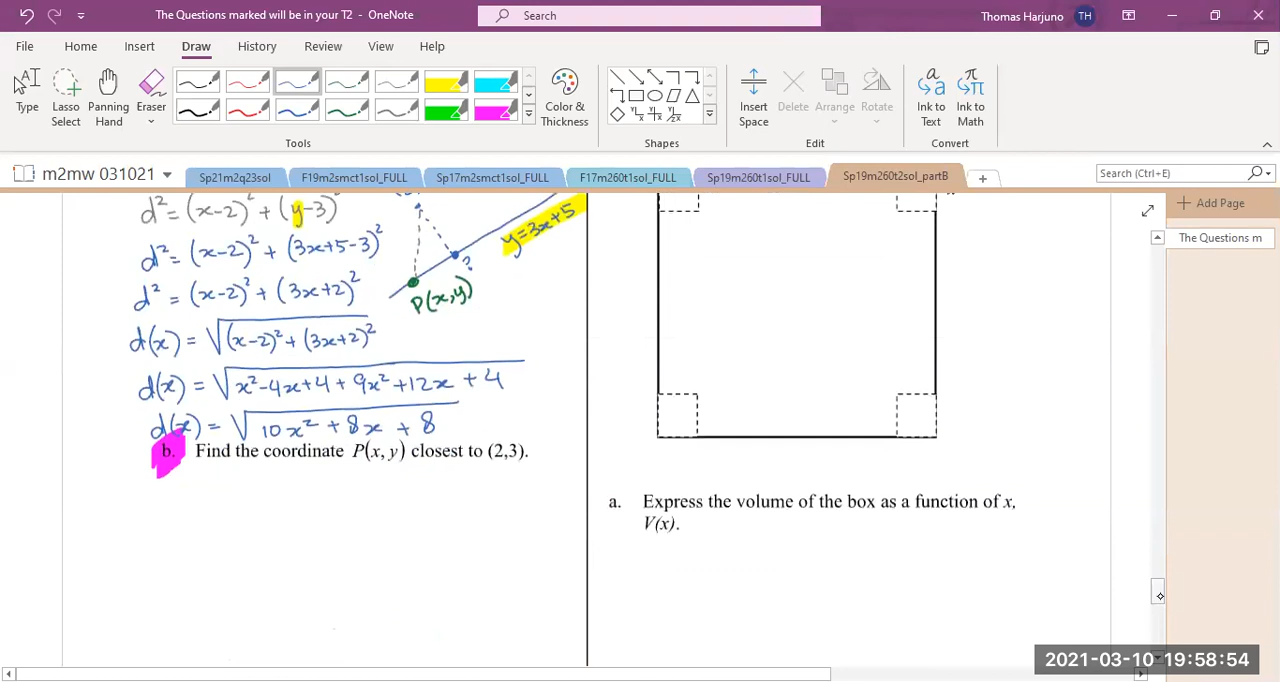 The Questions marked will be in your T2 - OneNote
Search
Thomas Harjuno
TH
File
Home
Insert
Draw
History
Review
View
Help
Type
Lasso Select
Panning Hand
Eraser
Color & Thickness
Insert Space
Delete
Arrange
Rotate
Ink to Text
Ink to Math
Tools
Shapes
Edit
Convert
m2mw 031021
Sp21m2q23sol
F19m2smct1sol_FULL
Sp17m2smct1sol_FULL
F17m260t1sol_FULL
Sp19m260t1sol_FULL
Sp19m260t2sol_partB
Search (Ctrl+E)
Add Page
The Questions m
d² = (x-2)² + (y-3)²
d² = (x-2)² + (3x+5-3)²
d² = (x-2)² + (3x+2)²
d(x) = √((x-2)² + (3x+2)²)
d(x) = √(x²-4x+4 + 9x²+12x + 4)
d(x) = √(10x² + 8x + 8)
y=3x+5
?
P(x,y)
b. Find the coordinate P(x, y) closest to (2,3).
a. Express the volume of the box as a function of x,
V(x).
2021-03-10 19:58:54